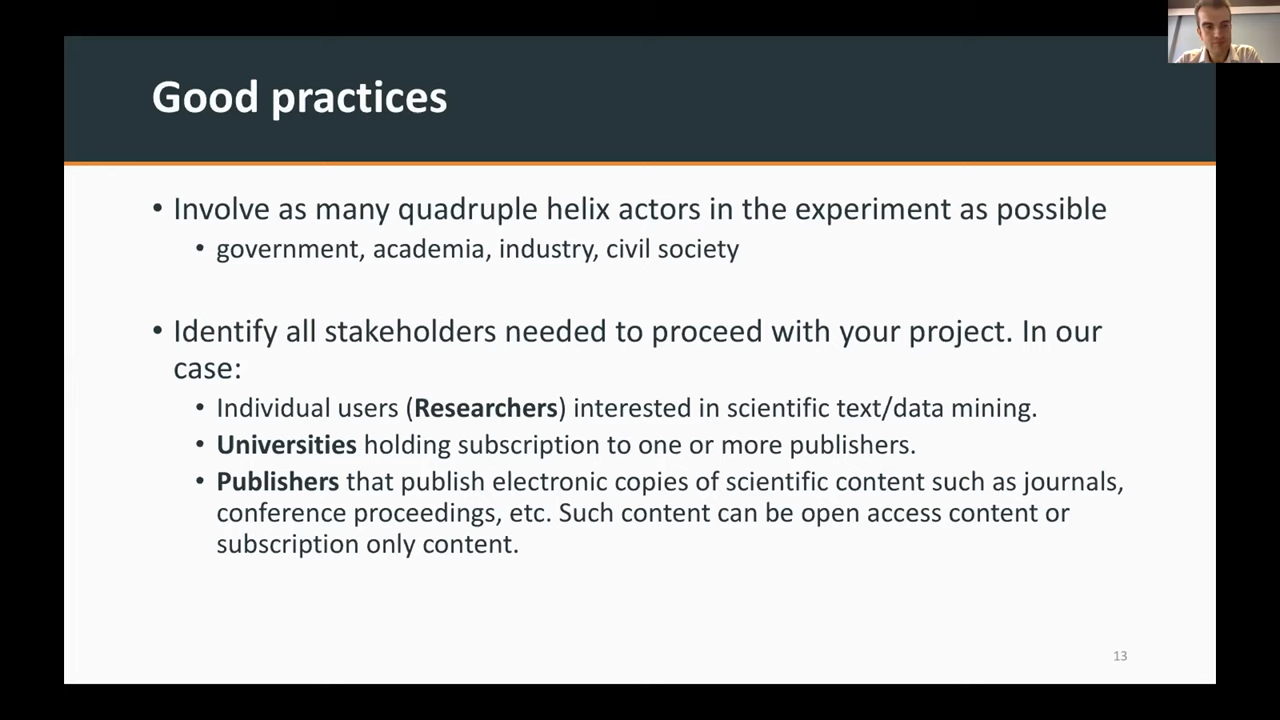 Good practices
• Involve as many quadruple helix actors in the experiment as possible
• government, academia, industry, civil society
• Identify all stakeholders needed to proceed with your project. In our
case:
• Individual users (Researchers) interested in scientific text/data mining.
• Universities holding subscription to one or more publishers.
• Publishers that publish electronic copies of scientific content such as journals,
conference proceedings, etc. Such content can be open access content or
subscription only content.
13